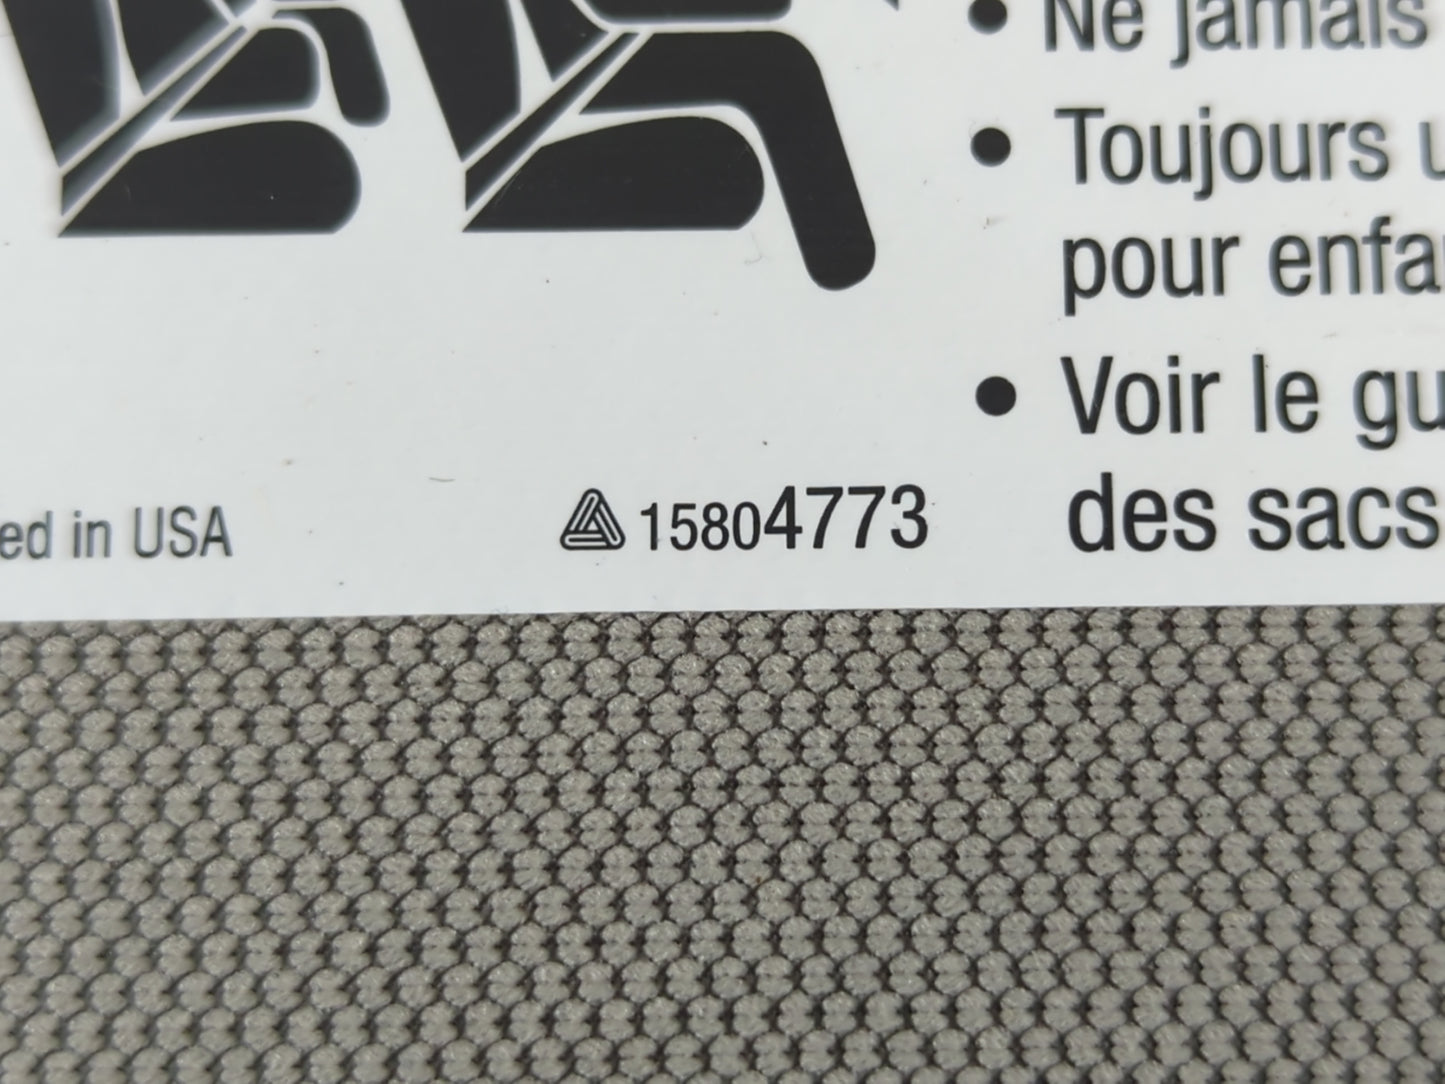 • Ne jamais
• Toujours u
pour enfa
• Voir le gu
des sacs
ed in USA
15804773